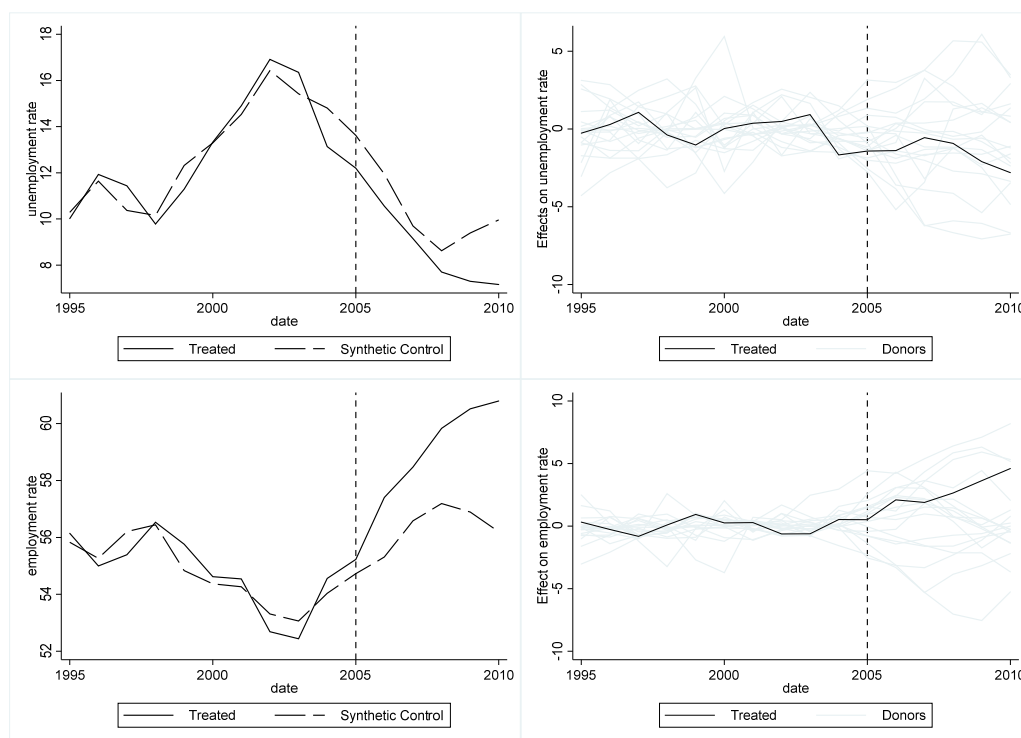 unemployment rate
18
16
14
12
10
8
1995 2000 2005 2010
date
Treated Synthetic Control
Effects on unemployment rate
5
0
-5
-10
1995 2000 2005 2010
date
Treated Donors
employment rate
60
58
56
54
52
1995 2000 2005 2010
date
Treated Synthetic Control
Effect on employment rate
10
5
0
-5
-10
1995 2000 2005 2010
date
Treated Donors